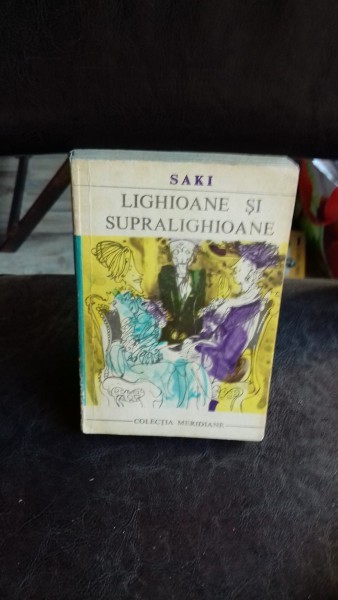 SAKI
LIGHIOANE ȘI
SUPRALIGHIOANE
COLECȚIA MERIDIANE